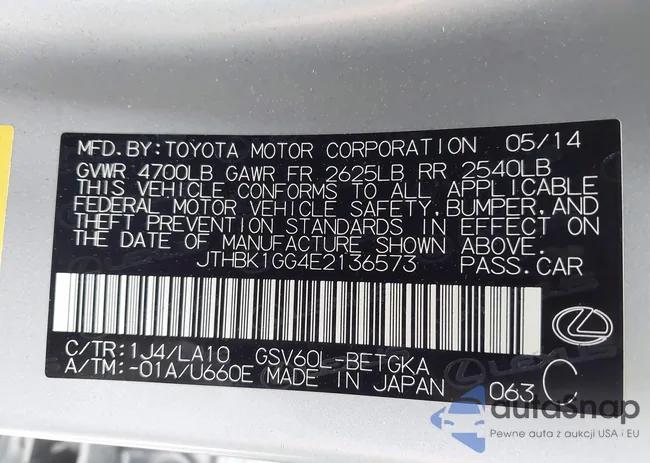 MFD.BY:TOYOTA MOTOR CORPORATION 05/14
GVWR 4700LB GAWR FR 2625LB RR 2540LB
THIS VEHICLE CONFORMS TO ALL APPLICABLE
FEDERAL MOTOR VEHICLE SAFETY, BUMPER, AND
THEFT PREVENTION STANDARDS IN EFFECT ON
THE DATE OF MANUFACTURE SHOWN ABOVE.
JTHBK1GG4E2136573 PASS.CAR
C/TR:1J4/LA10 GSV60L-BETGKA
A/TM:-01A/U660E MADE IN JAPAN 063 C
autoSnap
Pewne auta z aukcji USA i EU